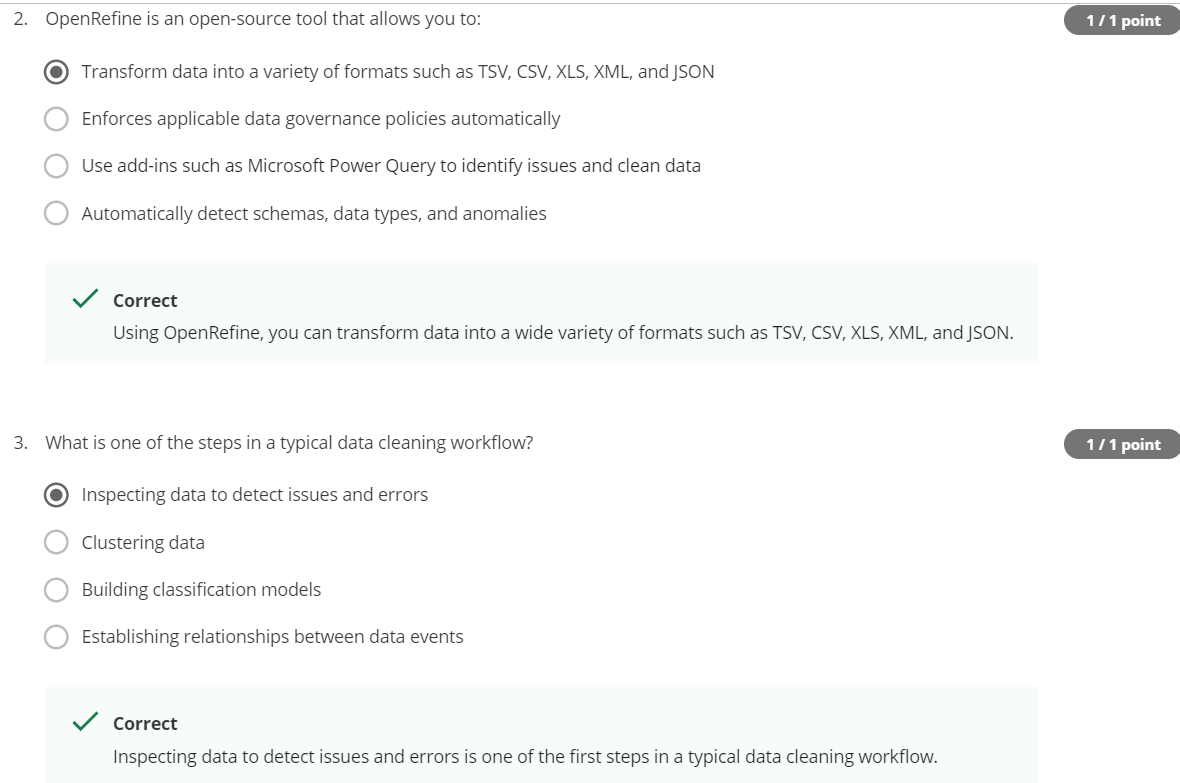 2. OpenRefine is an open-source tool that allows you to:
1 / 1 point
Transform data into a variety of formats such as TSV, CSV, XLS, XML, and JSON
Enforces applicable data governance policies automatically
Use add-ins such as Microsoft Power Query to identify issues and clean data
Automatically detect schemas, data types, and anomalies
Correct
Using OpenRefine, you can transform data into a wide variety of formats such as TSV, CSV, XLS, XML, and JSON.
3. What is one of the steps in a typical data cleaning workflow?
1 / 1 point
Inspecting data to detect issues and errors
Clustering data
Building classification models
Establishing relationships between data events
Correct
Inspecting data to detect issues and errors is one of the first steps in a typical data cleaning workflow.